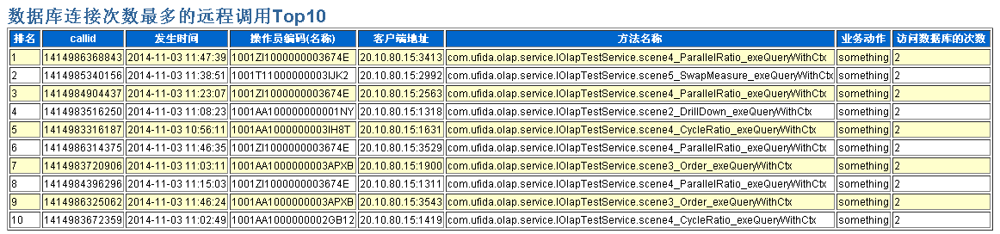 数据库连接次数最多的远程调用Top10
排名 callid 发生时间 操作员编码(名称) 客户端地址 方法名称 业务动作 访问数据库的次数
1 1414986368843 2014-11-03 11:47:39 1001ZI1000000003674E 20.10.80.15:3413 com.ufida.olap.service.IOlapTestService.scene4_ParallelRatio_exeQueryWithCtx something 2
2 1414985340156 2014-11-03 11:38:51 1001T11000000003IJK2 20.10.80.15:2992 com.ufida.olap.service.IOlapTestService.scene5_SwapMeasure_exeQueryWithCtx something 2
3 1414984904437 2014-11-03 11:23:07 1001ZI1000000003674E 20.10.80.15:2563 com.ufida.olap.service.IOlapTestService.scene4_ParallelRatio_exeQueryWithCtx something 2
4 1414983516250 2014-11-03 11:08:23 1001AA100000000001NY 20.10.80.15:1318 com.ufida.olap.service.IOlapTestService.scene2_DrillDown_exeQueryWithCtx something 2
5 1414983316187 2014-11-03 10:56:11 1001AA1000000003IH8T 20.10.80.15:1631 com.ufida.olap.service.IOlapTestService.scene4_CycleRatio_exeQueryWithCtx something 2
6 1414986314375 2014-11-03 11:46:35 1001ZI1000000003674E 20.10.80.15:3529 com.ufida.olap.service.IOlapTestService.scene4_ParallelRatio_exeQueryWithCtx something 2
7 1414983720906 2014-11-03 11:03:11 1001AA1000000003APXB 20.10.80.15:1900 com.ufida.olap.service.IOlapTestService.scene3_Order_exeQueryWithCtx something 2
8 1414984396296 2014-11-03 11:15:03 1001ZI1000000003674E 20.10.80.15:1311 com.ufida.olap.service.IOlapTestService.scene4_ParallelRatio_exeQueryWithCtx something 2
9 1414986325062 2014-11-03 11:46:24 1001AA1000000003APXB 20.10.80.15:3543 com.ufida.olap.service.IOlapTestService.scene3_Order_exeQueryWithCtx something 2
10 1414983672359 2014-11-03 11:02:49 1001AA1000000002GB12 20.10.80.15:1419 com.ufida.olap.service.IOlapTestService.scene4_CycleRatio_exeQueryWithCtx something 2